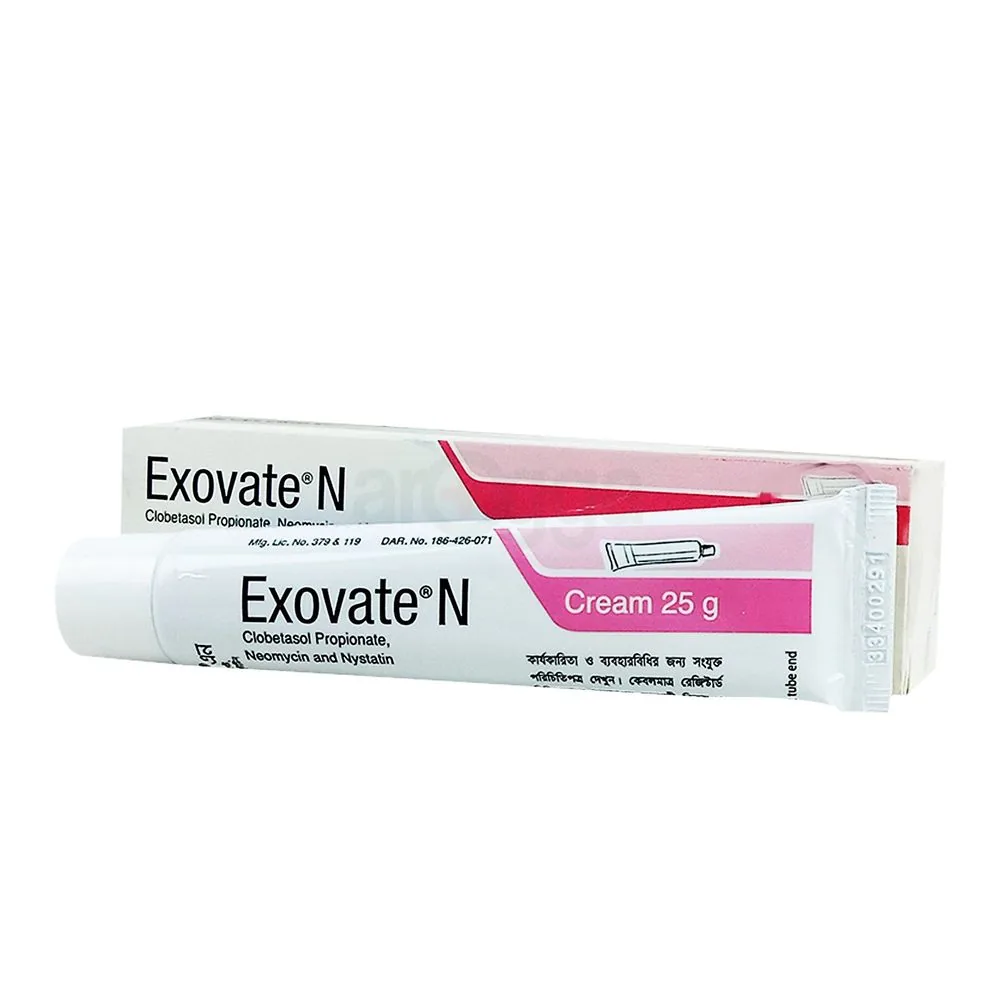 Exovate® N
Clobetasol Propionate, Neomycin
Mfg. Lic. No. 379 & 119 DAR. No. 186-426-071
Exovate® N
Clobetasol Propionate,
Neomycin and Nystatin
Cream 25 g
কার্যকারিতা ও ব্যবহারবিধির জন্য সংযুক্ত
পরিচিতিপত্র দেখুন। কেবলমাত্র রেজিস্টার্ড
tube end
33400291